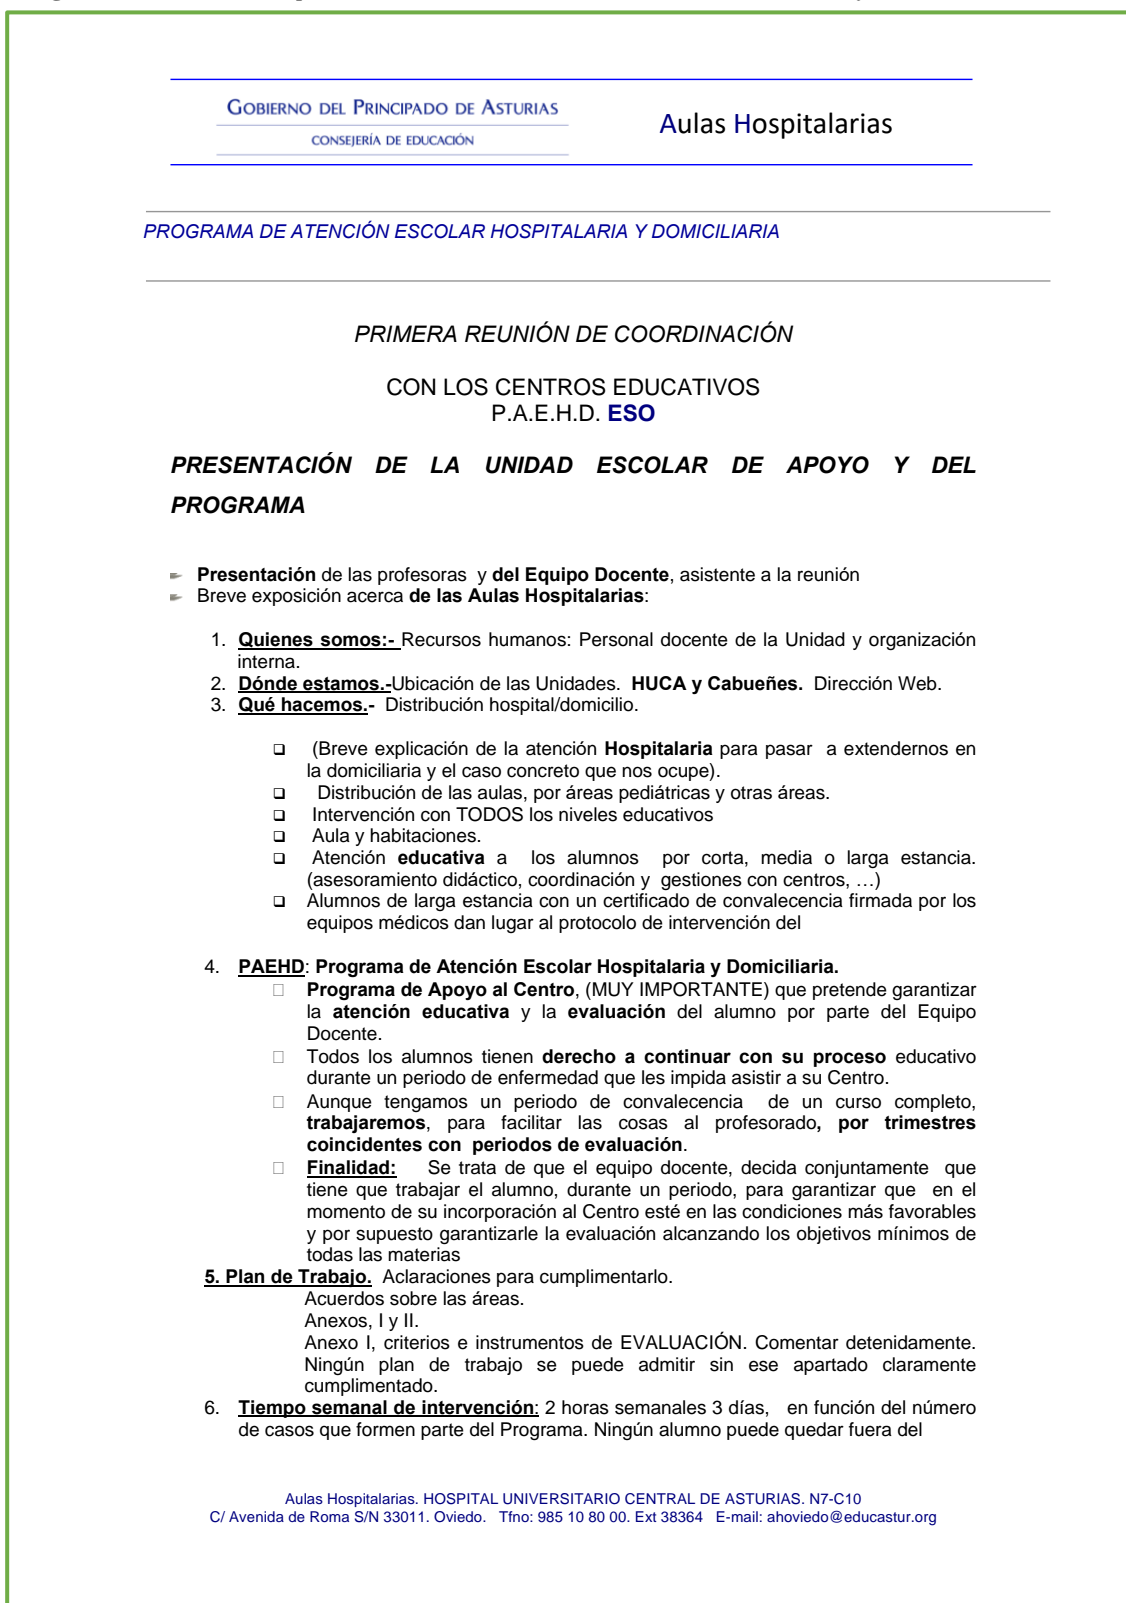 GOBIERNO DEL PRINCIPADO DE ASTURIAS
CONSEJERÍA DE EDUCACIÓN
Aulas Hospitalarias
PROGRAMA DE ATENCIÓN ESCOLAR HOSPITALARIA Y DOMICILIARIA
PRIMERA REUNIÓN DE COORDINACIÓN
CON LOS CENTROS EDUCATIVOS
P.A.E.H.D. ESO
PRESENTACIÓN DE LA UNIDAD ESCOLAR DE APOYO Y DEL
PROGRAMA
Presentación de las profesoras y del Equipo Docente, asistente a la reunión
Breve exposición acerca de las Aulas Hospitalarias:
1. Quienes somos:- Recursos humanos: Personal docente de la Unidad y organización
interna.
2. Dónde estamos.-Ubicación de las Unidades. HUCA y Cabueñes. Dirección Web.
3. Qué hacemos.- Distribución hospital/domicilio.
❑ (Breve explicación de la atención Hospitalaria para pasar a extendernos en
la domiciliaria y el caso concreto que nos ocupe).
❑ Distribución de las aulas, por áreas pediátricas y otras áreas.
❑ Intervención con TODOS los niveles educativos
❑ Aula y habitaciones.
❑ Atención educativa a los alumnos por corta, media o larga estancia.
(asesoramiento didáctico, coordinación y gestiones con centros, …)
❑ Alumnos de larga estancia con un certificado de convalecencia firmada por los
equipos médicos dan lugar al protocolo de intervención del
4. PAEHD: Programa de Atención Escolar Hospitalaria y Domiciliaria.
Programa de Apoyo al Centro, (MUY IMPORTANTE) que pretende garantizar
la atención educativa y la evaluación del alumno por parte del Equipo
Docente.
Todos los alumnos tienen derecho a continuar con su proceso educativo
durante un periodo de enfermedad que les impida asistir a su Centro.
Aunque tengamos un periodo de convalecencia de un curso completo,
trabajaremos, para facilitar las cosas al profesorado, por trimestres
coincidentes con periodos de evaluación.
Finalidad: Se trata de que el equipo docente, decida conjuntamente que
tiene que trabajar el alumno, durante un periodo, para garantizar que en el
momento de su incorporación al Centro esté en las condiciones más favorables
y por supuesto garantizarle la evaluación alcanzando los objetivos mínimos de
todas las materias
5. Plan de Trabajo. Aclaraciones para cumplimentarlo.
Acuerdos sobre las áreas.
Anexos, I y II.
Anexo I, criterios e instrumentos de EVALUACIÓN. Comentar detenidamente.
Ningún plan de trabajo se puede admitir sin ese apartado claramente
cumplimentado.
6. Tiempo semanal de intervención: 2 horas semanales 3 días, en función del número
de casos que formen parte del Programa. Ningún alumno puede quedar fuera del
Aulas Hospitalarias. HOSPITAL UNIVERSITARIO CENTRAL DE ASTURIAS. N7-C10
C/ Avenida de Roma S/N 33011. Oviedo. Tfno: 985 10 80 00. Ext 38364 E-mail: ahoviedo@educastur.org